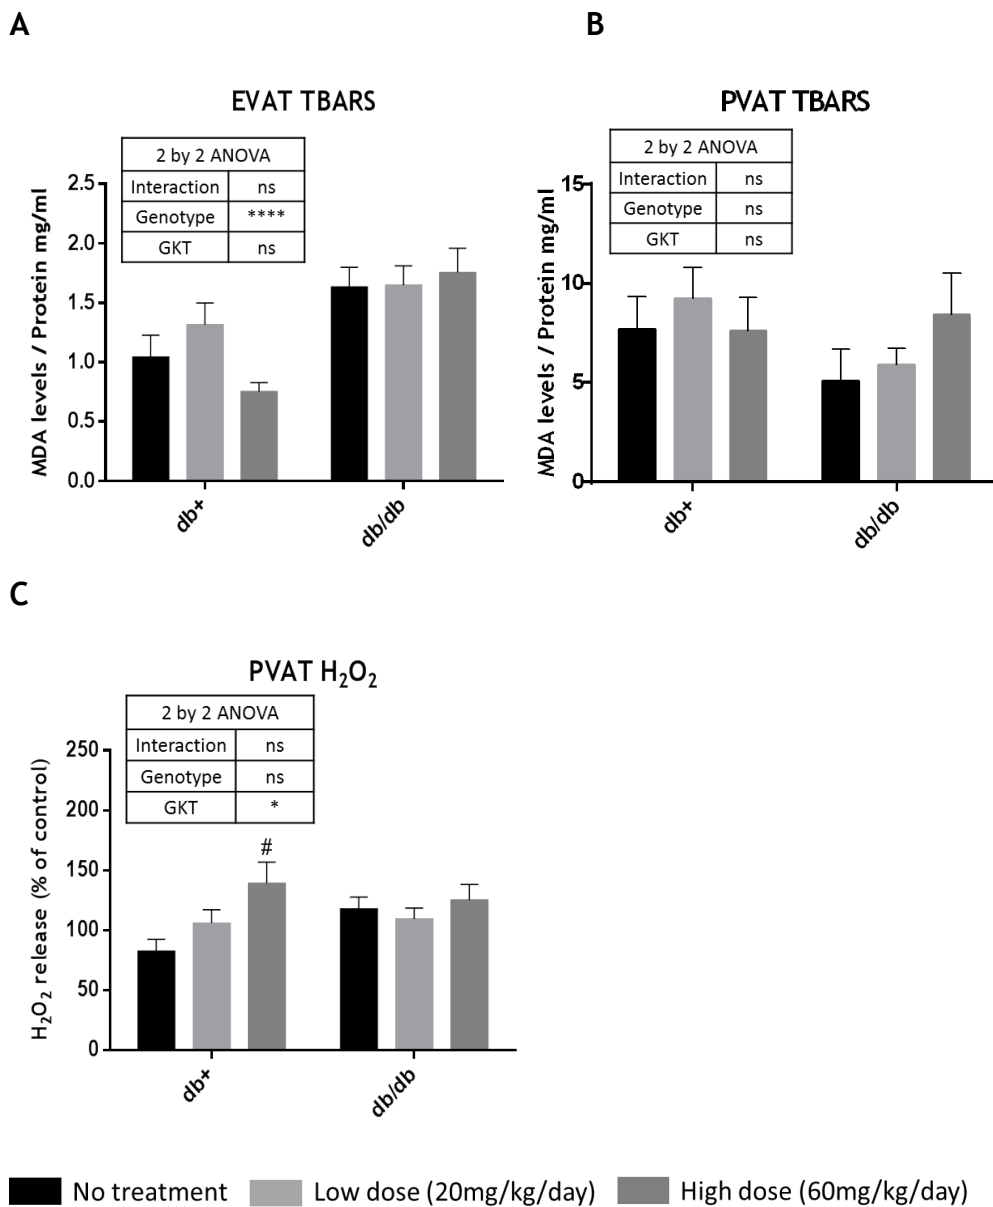 A
B
EVAT TBARS
PVAT TBARS
2 by 2 ANOVA
Interaction ns
Genotype ****
GKT ns
2 by 2 ANOVA
Interaction ns
Genotype ns
GKT ns
MDA levels / Protein mg/ml
2.5
2.0
1.5
1.0
0.5
0.0
db+
db/db
MDA levels / Protein mg/ml
15
10
5
0
db+
db/db
C
PVAT H₂O₂
2 by 2 ANOVA
Interaction ns
Genotype ns
GKT *
H₂O₂ release (% of control)
250
200
150
100
50
0
#
db+
db/db
No treatment
Low dose (20mg/kg/day)
High dose (60mg/kg/day)